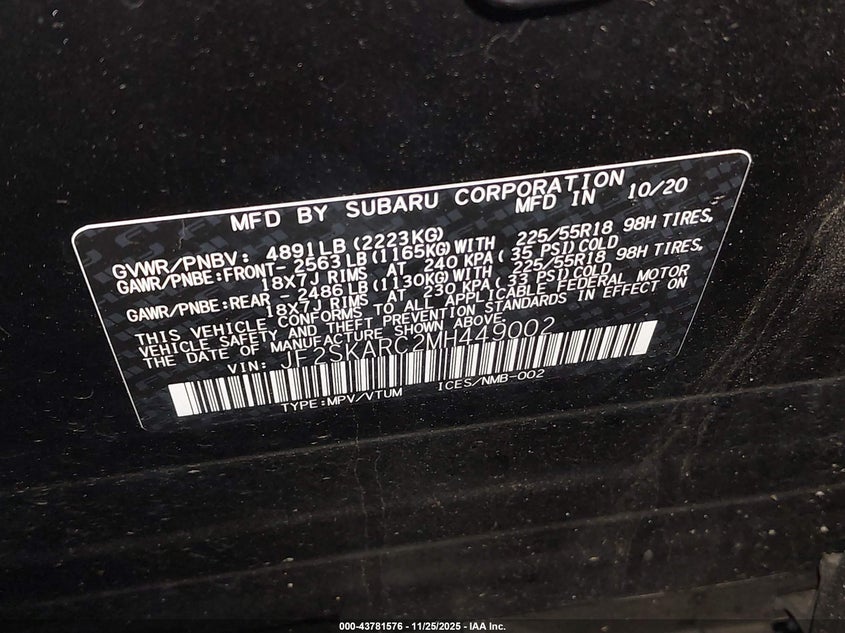 MFD BY SUBARU CORPORATION
MFD IN 10/20
GVWR/PNBV: 4891LB (2223KG)
GAWR/PNBE:FRONT- 2563LB (1165KG) WITH 225/55R18 98H TIRES,
18X7J RIMS AT 240 KPA (35 PSI) COLD
GAWR/PNBE:REAR - 2486LB (1130KG) WITH 225/55R18 98H TIRES,
18X7J RIMS AT 230 KPA (33 PSI) COLD
THIS VEHICLE CONFORMS TO ALL APPLICABLE FEDERAL MOTOR
VEHICLE SAFETY AND THEFT PREVENTION STANDARDS IN EFFECT ON
THE DATE OF MANUFACTURE SHOWN ABOVE.
VIN: JF2SKARC2MH449002
TYPE:MPV/VTUM ICES/NMB-002
000-43781576 - 11/25/2025 - IAA Inc.